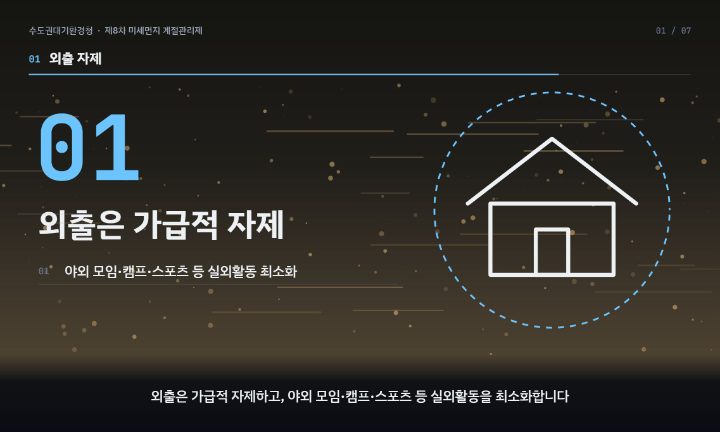 수도권대기환경청 · 제8차 미세먼지 계절관리제
01 / 07
01 외출 자제
01
외출은 가급적 자제
01 야외 모임·캠프·스포츠 등 실외활동 최소화
외출은 가급적 자제하고, 야외 모임·캠프·스포츠 등 실외활동을 최소화합니다